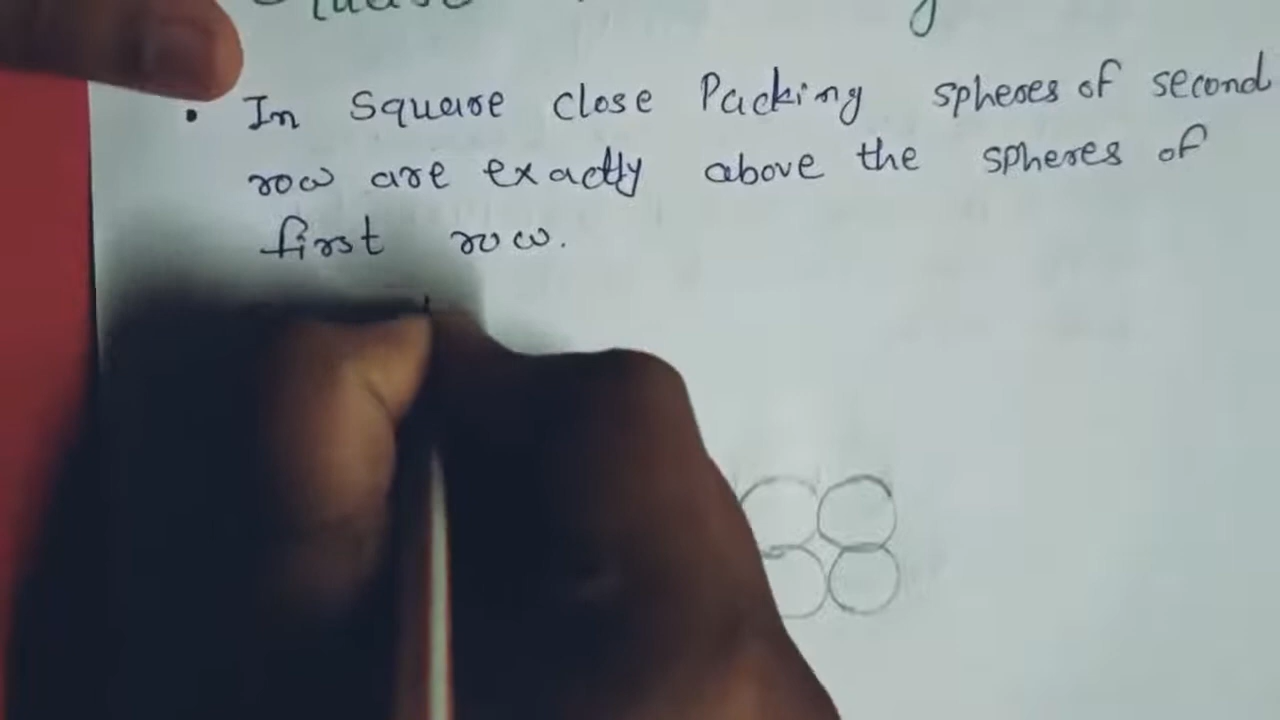 • In Square close Packing spheres of second
row are exactly above the spheres of
first row.